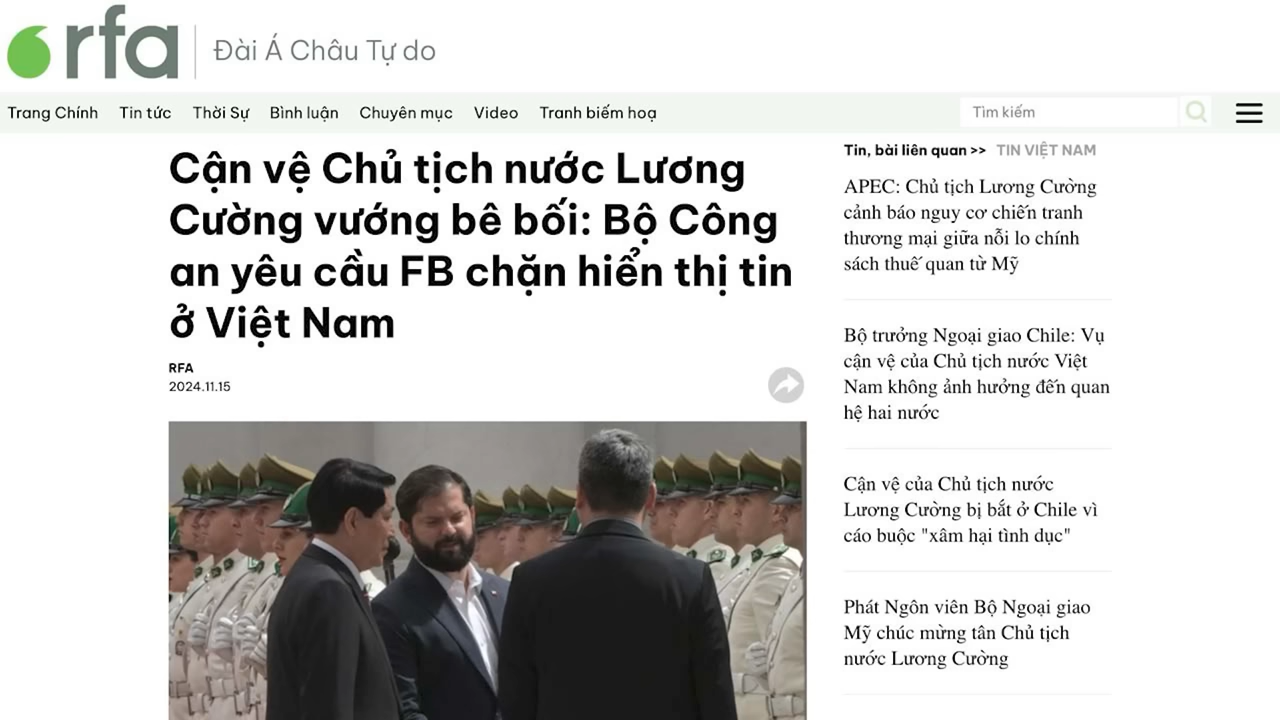 rfa
Đài Á Châu Tự do
Trang Chính Tin tức Thời Sự Bình luận Chuyên mục Video Tranh biếm hoạ
Tìm kiếm
Cận vệ Chủ tịch nước Lương
Cường vướng bê bối: Bộ Công
an yêu cầu FB chặn hiển thị tin
ở Việt Nam
RFA
2024.11.15
Tin, bài liên quan >> TIN VIỆT NAM
APEC: Chủ tịch Lương Cường
cảnh báo nguy cơ chiến tranh
thương mại giữa nỗi lo chính
sách thuế quan từ Mỹ
Bộ trưởng Ngoại giao Chile: Vụ
cận vệ của Chủ tịch nước Việt
Nam không ảnh hưởng đến quan
hệ hai nước
Cận vệ của Chủ tịch nước
Lương Cường bị bắt ở Chile vì
cáo buộc "xâm hại tình dục"
Phát Ngôn viên Bộ Ngoại giao
Mỹ chúc mừng tân Chủ tịch
nước Lương Cường